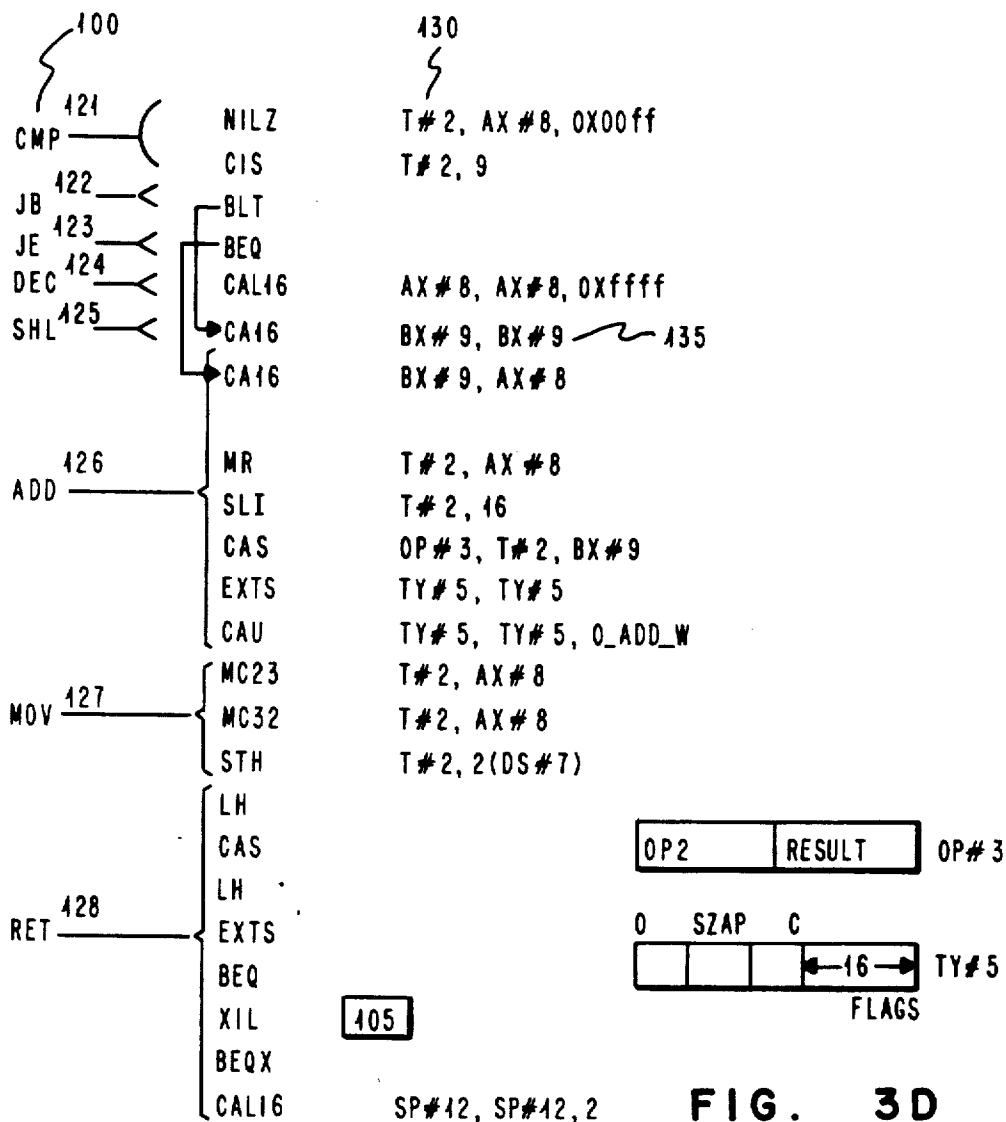 100
130
CMP 121 NILZ T#2, AX#8, 0X00ff
CIS T#2, 9
JB 122 BLT
JE 123 BEQ
DEC 124 CAL16 AX#8, AX#8, 0Xffff
SHL 125 CA16 BX#9, BX#9 135
CA16 BX#9, AX#8
MR T#2, AX#8
ADD 126 SLI T#2, 16
CAS OP#3, T#2, BX#9
EXTS TY#5, TY#5
CAU TY#5, TY#5, O_ADD_W
MC23 T#2, AX#8
MOV 127 MC32 T#2, AX#8
STH T#2, 2(DS#7)
LH
CAS OP2 RESULT OP#3
LH
RET 128 EXTS O SZAP C
BEQ 16 TY#5
FLAGS
XIL 105
BEQX
CAL16 SP#12, SP#12, 2
FIG. 3D